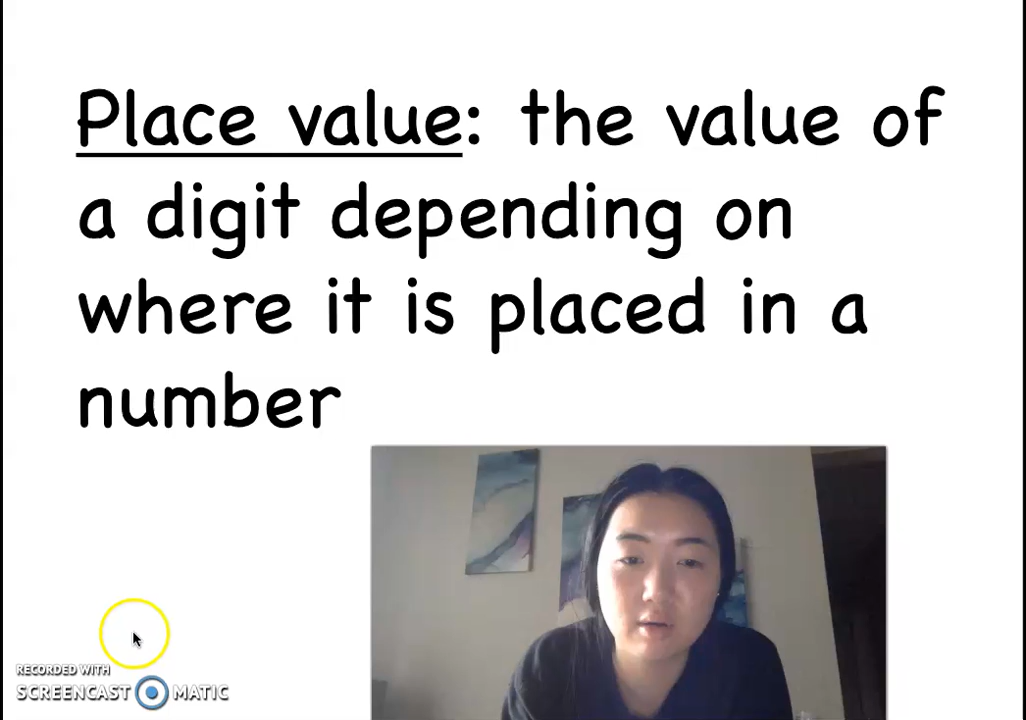 Place value: the value of
a digit depending on
where it is placed in a
number
RECORDED WITH
SCREENCAST MATIC